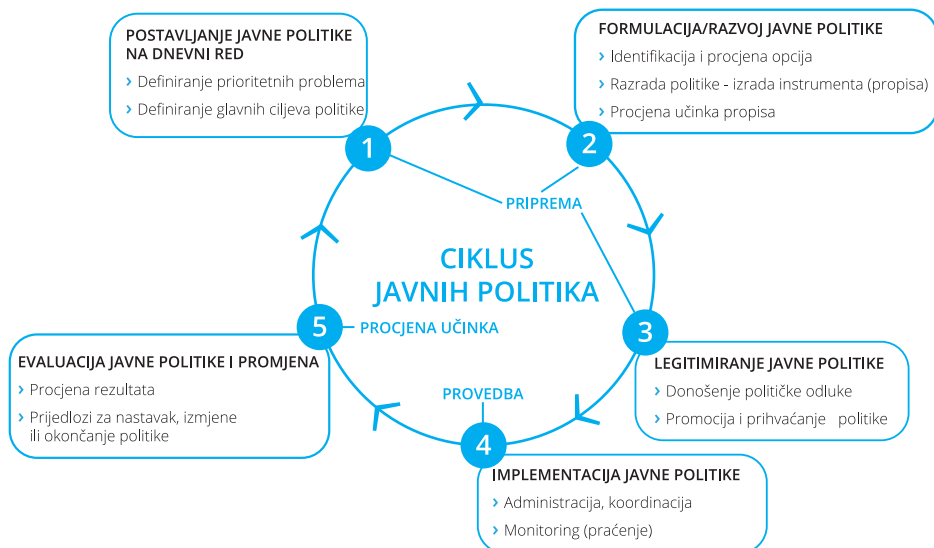 POSTAVLJANJE JAVNE POLITIKE
NA DNEVNI RED
› Definiranje prioritetnih problema
› Definiranje glavnih ciljeva politike
FORMULACIJA/RAZVOJ JAVNE POLITIKE
› Identifikacija i procjena opcija
› Razrada politike - izrada instrumenta (propisa)
› Procjena učinka propisa
1
2
PRIPREMA
CIKLUS
JAVNIH POLITIKA
5
PROCJENA UČINKA
3
EVALUACIJA JAVNE POLITIKE I PROMJENA
› Procjena rezultata
› Prijedlozi za nastavak, izmjene
ili okončanje politike
LEGITIMIRANJE JAVNE POLITIKE
› Donošenje političke odluke
› Promocija i prihvaćanje politike
PROVEDBA
4
IMPLEMENTACIJA JAVNE POLITIKE
› Administracija, koordinacija
› Monitoring (praćenje)